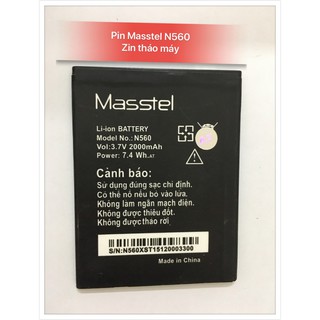 Pin Masstel N560
Zin tháo máy
Masstel
Li-ion BATTERY
Model No.: N560
Vol:3.7V 2000mAh
Power: 7.4 Wh.AT
Cảnh báo:
Sử dụng đúng sạc chỉ định.
Có thể nổ nếu bỏ vào lửa.
Không làm ngắn mạch điện.
Không được thiêu đốt.
Không được tháo rời
S/N: N560XST15120003300
Made in China